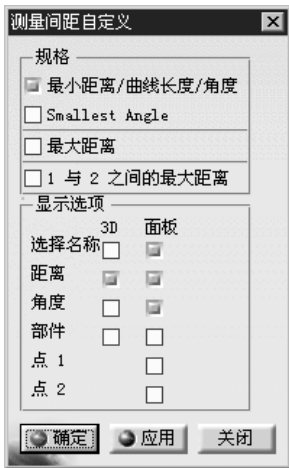 测量间距自定义
规格
最小距离/曲线长度/角度
Smallest Angle
最大距离
1 与 2 之间的最大距离
显示选项
3D 面板
选择名称
距离
角度
部件
点 1
点 2
确定 应用 关闭